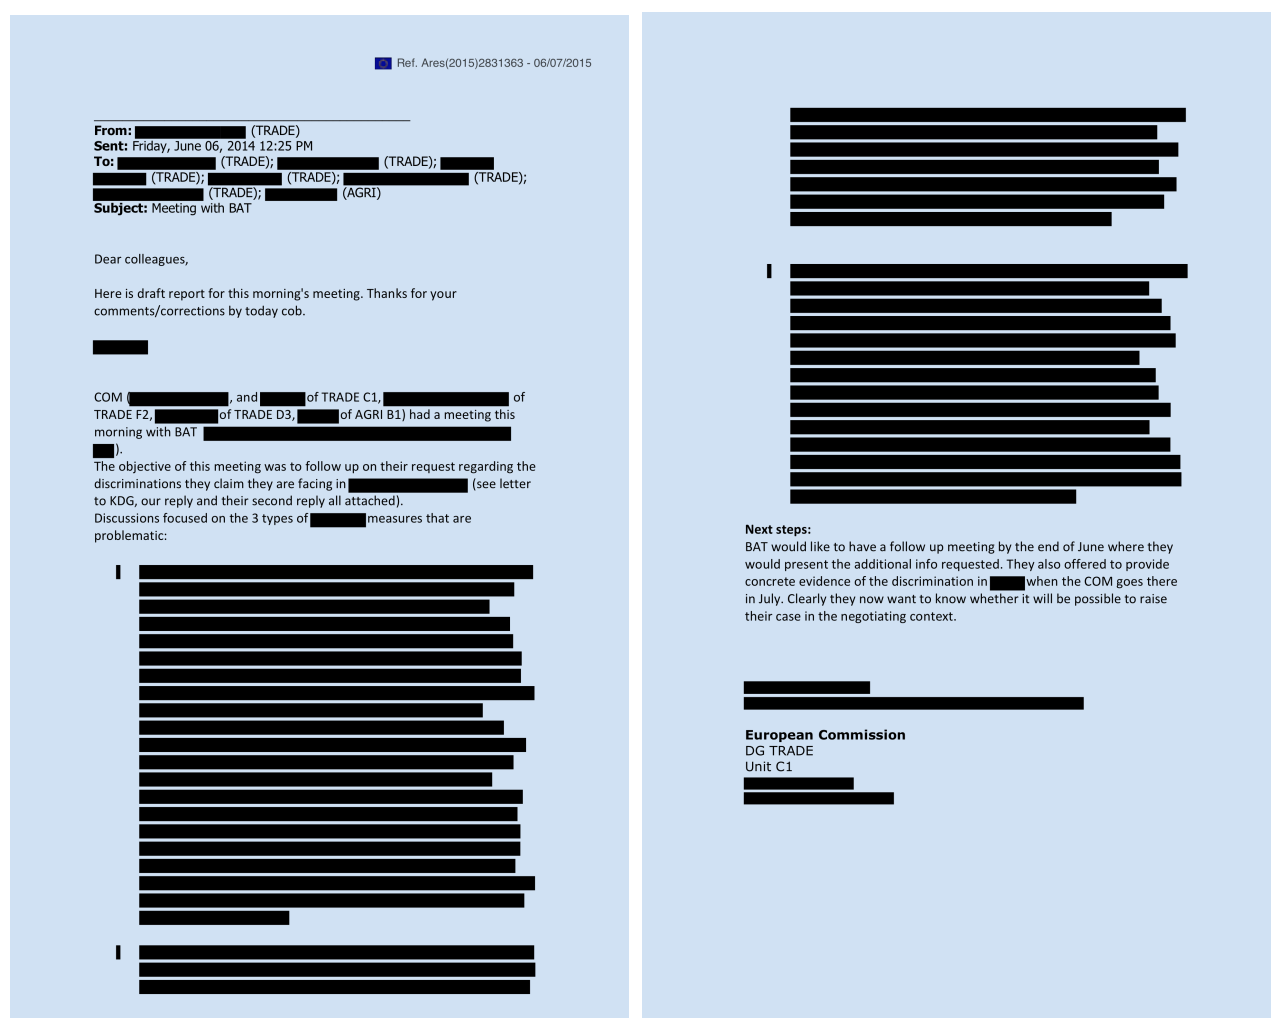 Ref. Ares(2015)2831363 - 06/07/2015
From: (TRADE)
Sent: Friday, June 06, 2014 12:25 PM
To: (TRADE); (TRADE);
(TRADE); (TRADE); (TRADE);
(TRADE); (AGRI)
Subject: Meeting with BAT
Dear colleagues,
Here is draft report for this morning's meeting. Thanks for your
comments/corrections by today cob.
COM ( , and of TRADE C1, of
TRADE F2, of TRADE D3, of AGRI B1) had a meeting this
morning with BAT
).
The objective of this meeting was to follow up on their request regarding the
discriminations they claim they are facing in (see letter
to KDG, our reply and their second reply all attached).
Discussions focused on the 3 types of measures that are
problematic:
Next steps:
BAT would like to have a follow up meeting by the end of June where they
would present the additional info requested. They also offered to provide
concrete evidence of the discrimination in when the COM goes there
in July. Clearly they now want to know whether it will be possible to raise
their case in the negotiating context.
European Commission
DG TRADE
Unit C1